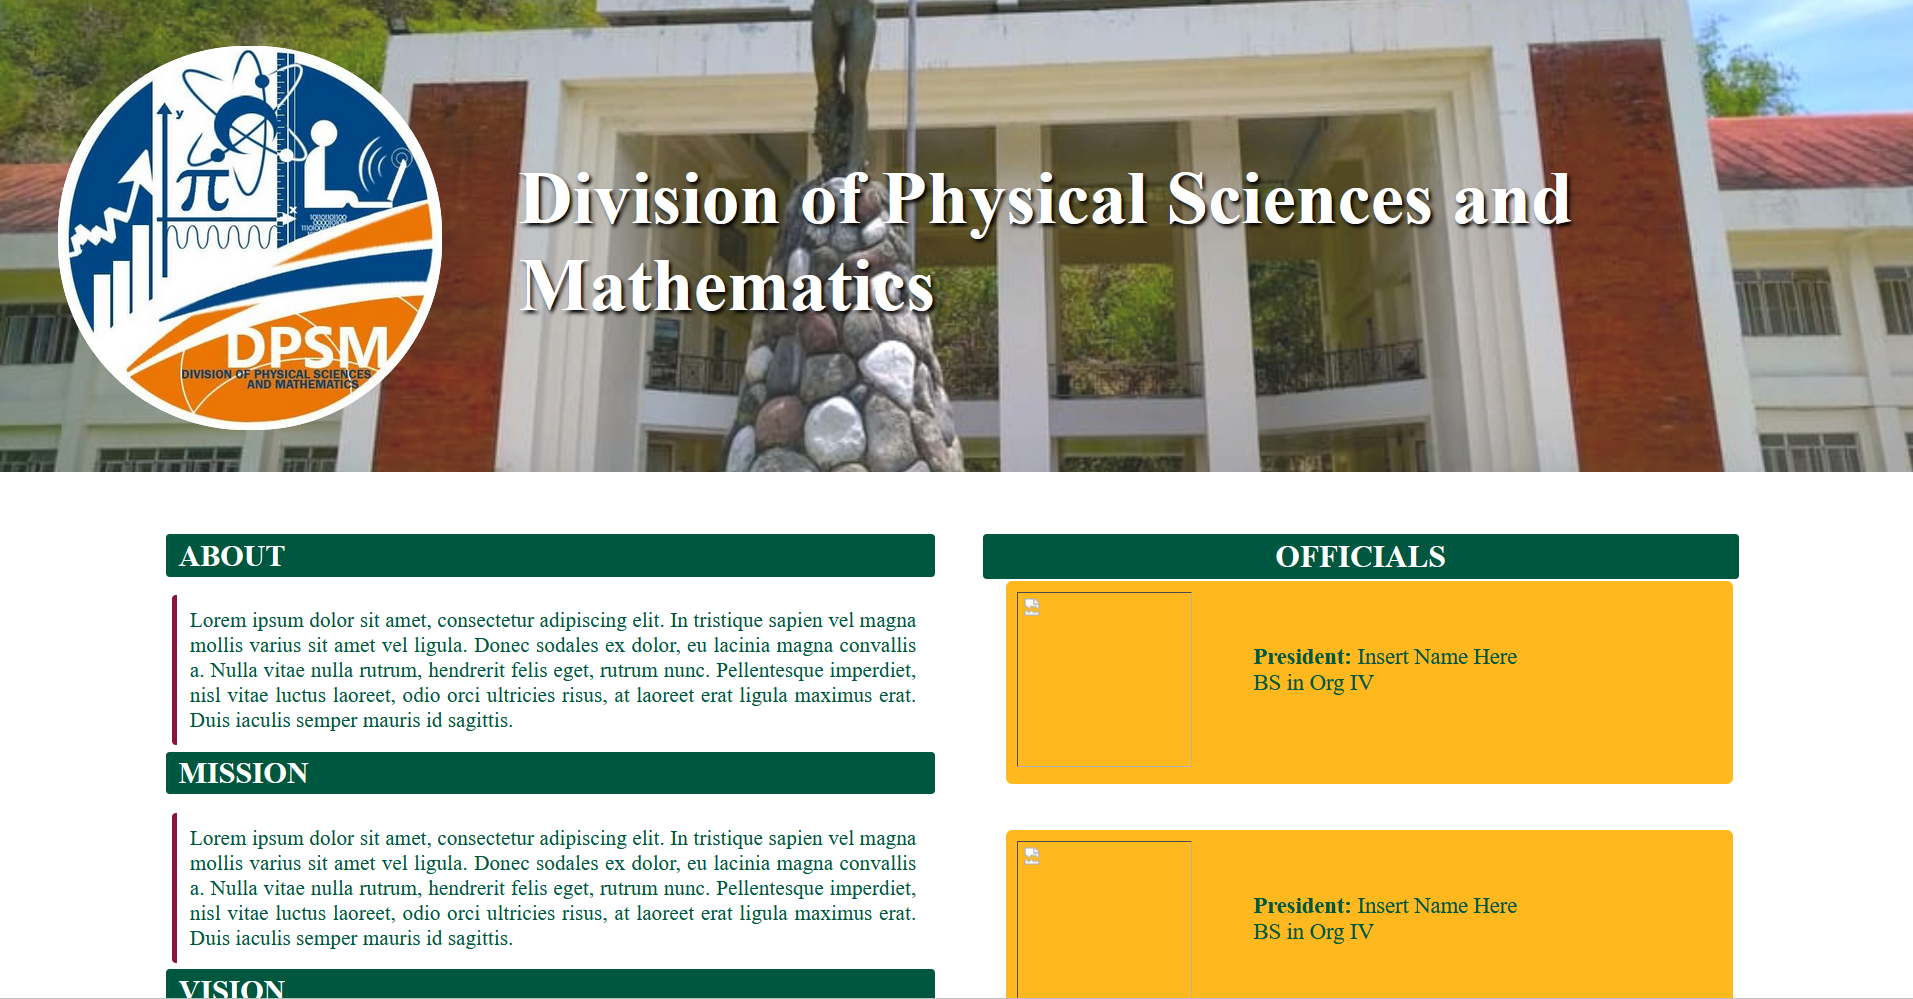 y
π
x
DPSM
DIVISION OF PHYSICAL SCIENCES
AND MATHEMATICS
Division of Physical Sciences and
Mathematics
ABOUT
Lorem ipsum dolor sit amet, consectetur adipiscing elit. In tristique sapien vel magna
mollis varius sit amet vel ligula. Donec sodales ex dolor, eu lacinia magna convallis
a. Nulla vitae nulla rutrum, hendrerit felis eget, rutrum nunc. Pellentesque imperdiet,
nisl vitae luctus laoreet, odio orci ultricies risus, at laoreet erat ligula maximus erat.
Duis iaculis semper mauris id sagittis.
MISSION
Lorem ipsum dolor sit amet, consectetur adipiscing elit. In tristique sapien vel magna
mollis varius sit amet vel ligula. Donec sodales ex dolor, eu lacinia magna convallis
a. Nulla vitae nulla rutrum, hendrerit felis eget, rutrum nunc. Pellentesque imperdiet,
nisl vitae luctus laoreet, odio orci ultricies risus, at laoreet erat ligula maximus erat.
Duis iaculis semper mauris id sagittis.
VISION
OFFICIALS
President: Insert Name Here
BS in Org IV
President: Insert Name Here
BS in Org IV